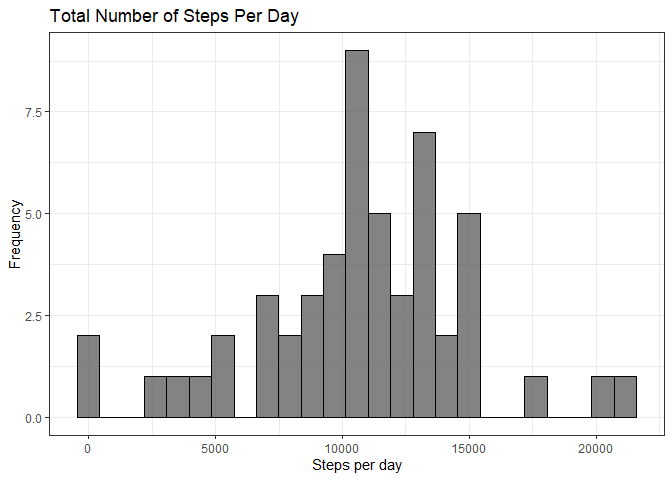 Total Number of Steps Per Day
7.5
5.0
2.5
0.0
Frequency
0 5000 10000 15000 20000
Steps per day